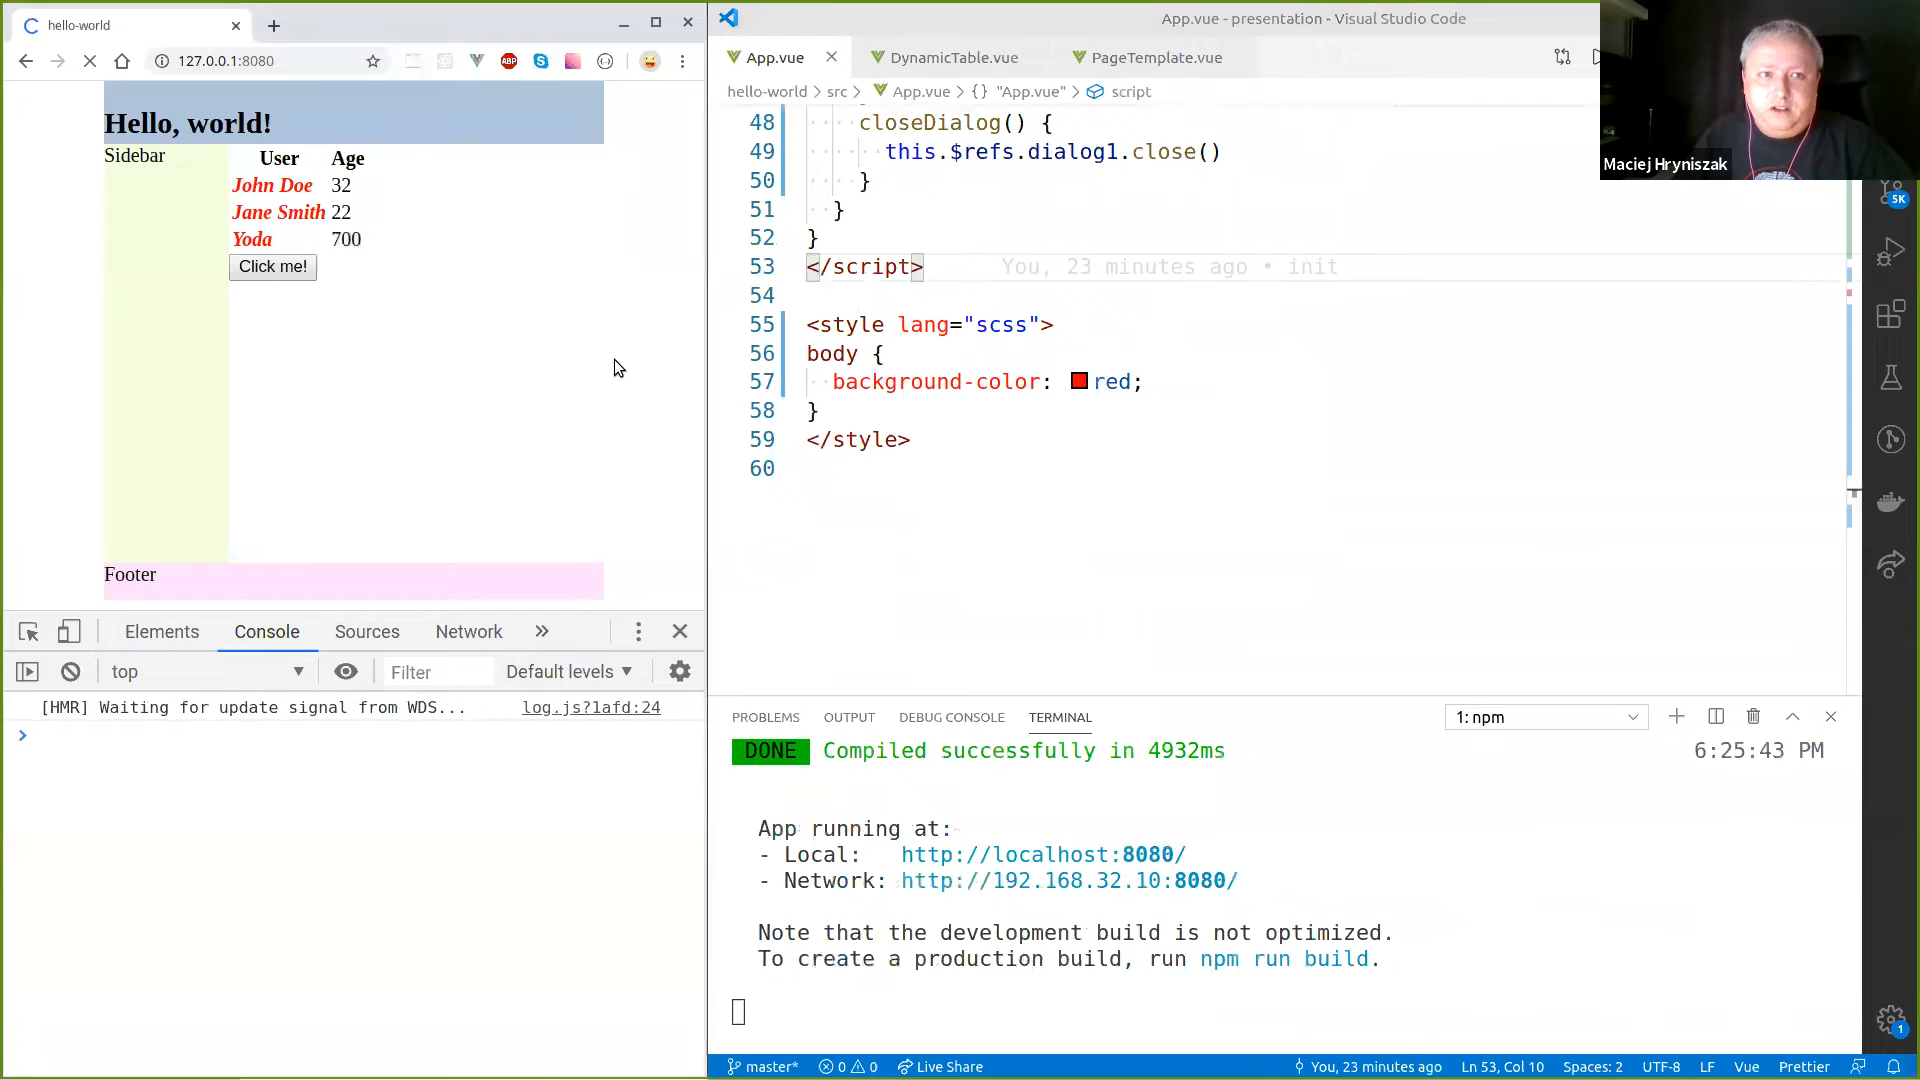 hello-world
127.0.0.1:8080
ABP
Hello, world!
Sidebar
User Age
John Doe 32
Jane Smith 22
Yoda 700
Click me!
Footer
Elements Console Sources Network
top Filter Default levels
[HMR] Waiting for update signal from WDS... log.js?1afd:24
App.vue - presentation - Visual Studio Code
App.vue DynamicTable.vue PageTemplate.vue
hello-world > src > App.vue > {} "App.vue" > script
48 closeDialog() {
49 this.$refs.dialog1.close()
50 }
51 }
52 }
53 </script> You, 23 minutes ago • init
54
55 <style lang="scss">
56 body {
57 background-color: red;
58 }
59 </style>
60
Maciej Hryniszak
5K
PROBLEMS OUTPUT DEBUG CONSOLE TERMINAL 1: npm
DONE Compiled successfully in 4932ms 6:25:43 PM
App running at:
- Local: http://localhost:8080/
- Network: http://192.168.32.10:8080/
Note that the development build is not optimized.
To create a production build, run npm run build.
1
master* 0 0 Live Share You, 23 minutes ago Ln 53, Col 10 Spaces: 2 UTF-8 LF Vue Prettier